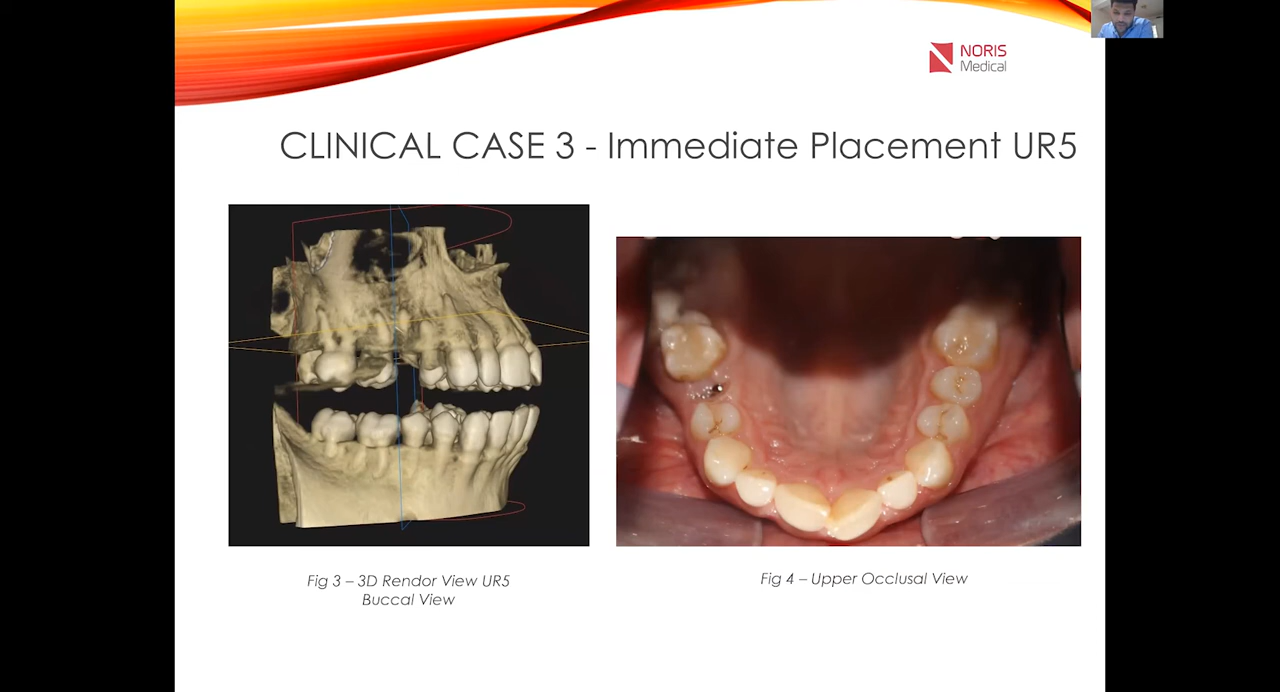 NORIS
Medical
CLINICAL CASE 3 - Immediate Placement UR5
Fig 3 – 3D Rendor View UR5
Buccal View
Fig 4 – Upper Occlusal View